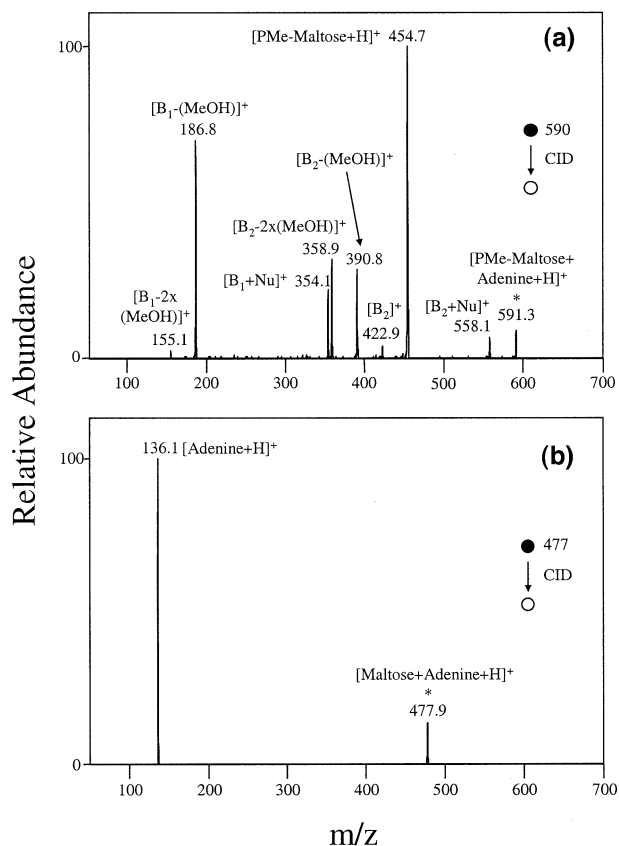 (a)
[PMe-Maltose+H]+ 454.7
100
[B1-(MeOH)]+
186.8
590
CID
[B2-(MeOH)]+
[B2-2x(MeOH)]+
358.9 390.8
[B1+Nu]+ 354.1
[PMe-Maltose+
Adenine+H]+
*
591.3
[B2+Nu]+
558.1
[B2]+
422.9
[B1-2x
(MeOH)]+
155.1
0
100 200 300 400 500 600 700
Relative Abundance
(b)
136.1 [Adenine+H]+
100
477
CID
[Maltose+Adenine+H]+
*
477.9
0
100 200 300 400 500 600 700
m/z